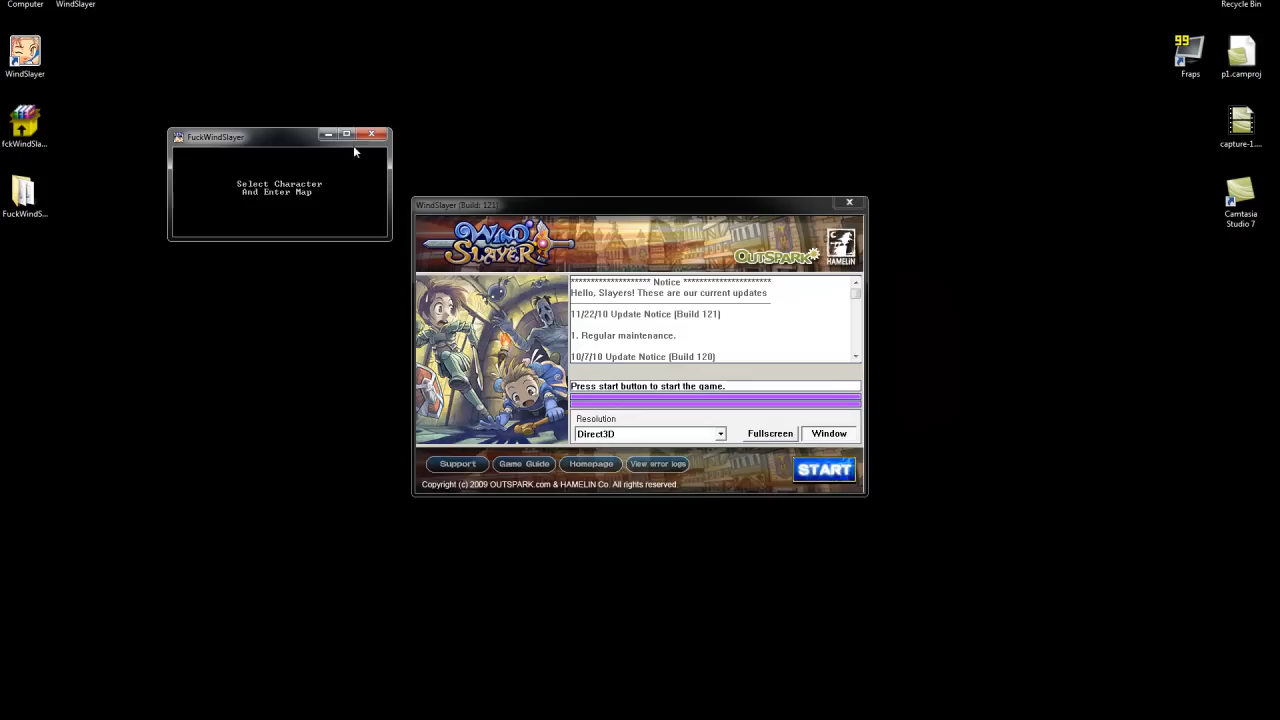 Computer
WindSlayer
Recycle Bin
WindSlayer
99
Fraps
p1.camproj
fckWindSla...
capture-1....
FuckWindS...
Camtasia
Studio 7
FuckWindSlayer
Select Character
And Enter Map
WindSlayer (Build: 121)
WIND
SLAYER
OUTSPARK
HAMELIN
******************** Notice **********************
Hello, Slayers! These are our current updates
11/22/10 Update Notice (Build 121)
1. Regular maintenance.
10/7/10 Update Notice (Build 120)
Press start button to start the game.
Resolution
Direct3D
Fullscreen
Window
Support
Game Guide
Homepage
View error logs
START
Copyright (c) 2009 OUTSPARK.com & HAMELIN Co. All rights reserved.